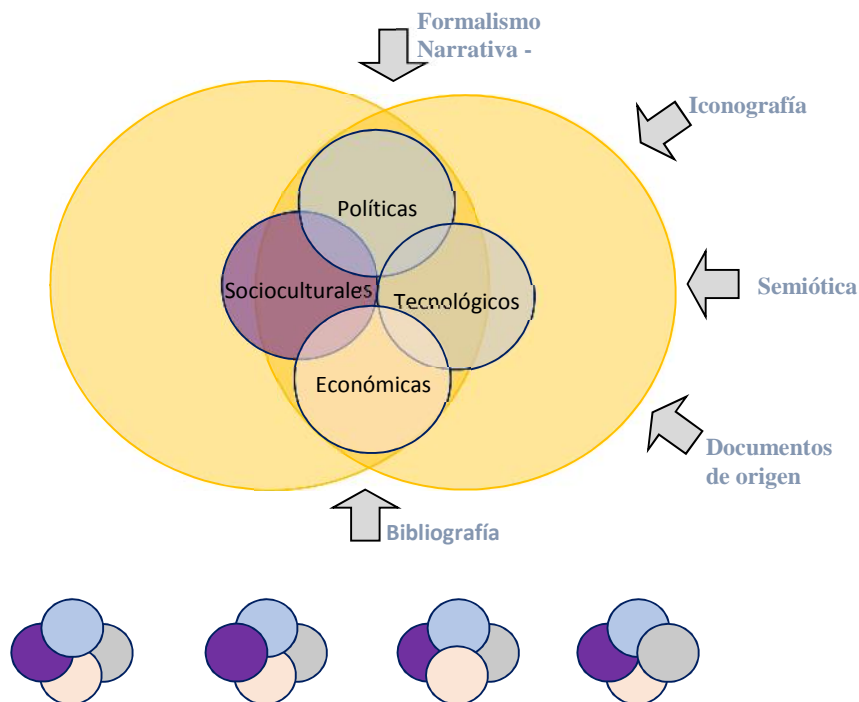 Formalismo
Narrativa -
Iconografía
Políticas
Socioculturales
Tecnológicos
Semiótica
Económicas
Documentos
de origen
Bibliografía